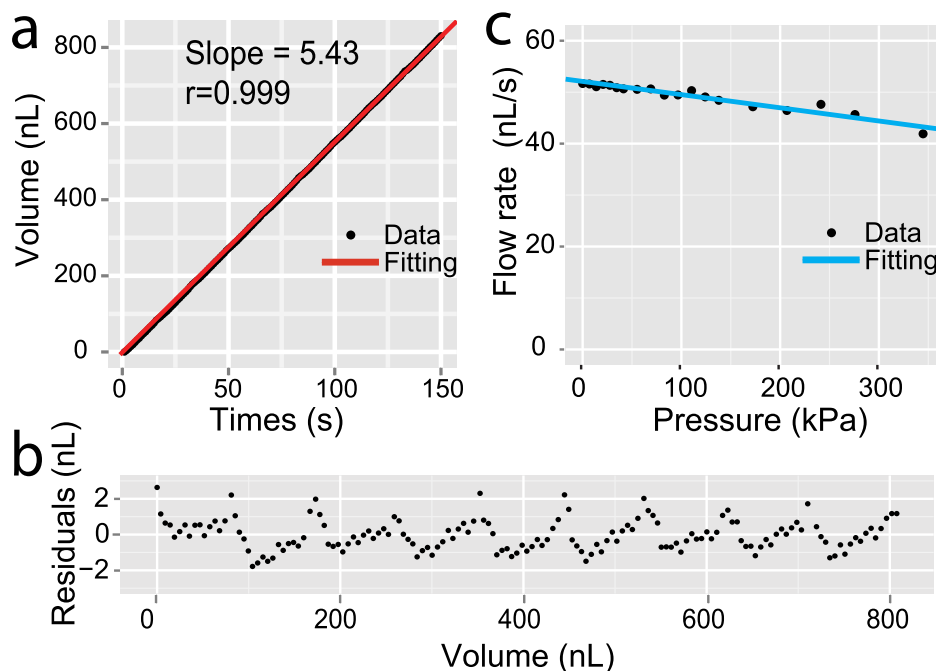 a
Volume (nL)
800
600
400
200
0
Slope = 5.43
r=0.999
Data
Fitting
0 50 100 150
Times (s)
c
Flow rate (nL/s)
60
40
20
0
Data
Fitting
0 100 200 300
Pressure (kPa)
b
Residuals (nL)
2
0
−2
0 200 400 600 800
Volume (nL)